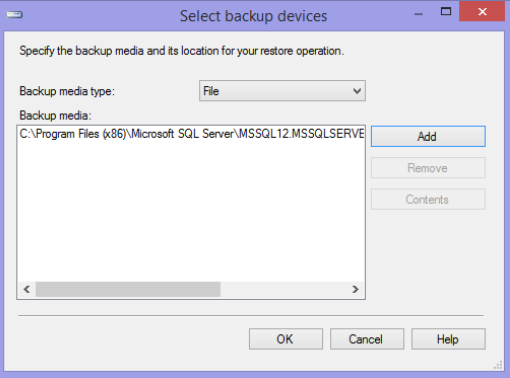 Select backup devices
Specify the backup media and its location for your restore operation.
Backup media type:
File
Backup media:
C:\Program Files (x86)\Microsoft SQL Server\MSSQL12.MSSQLSERVE
Add
Remove
Contents
OK
Cancel
Help